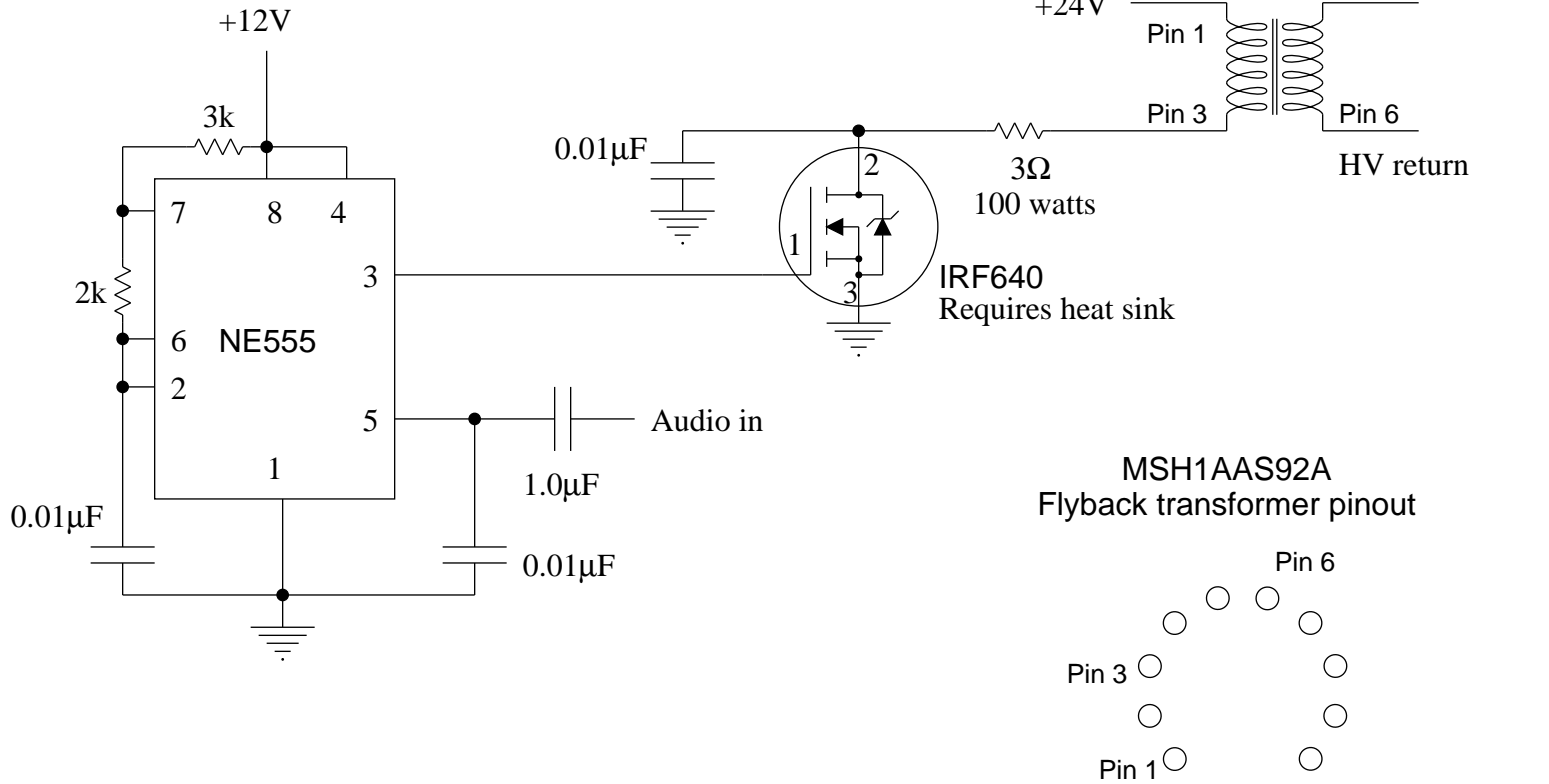 +24V
+12V
Pin 1
3k
Pin 3
Pin 6
0.01µF
2
3Ω
HV return
100 watts
7
8
4
1
3
IRF640
2k
3
Requires heat sink
6
NE555
2
5
Audio in
1
MSH1AAS92A
1.0µF
Flyback transformer pinout
0.01µF
0.01µF
Pin 6
Pin 3
Pin 1